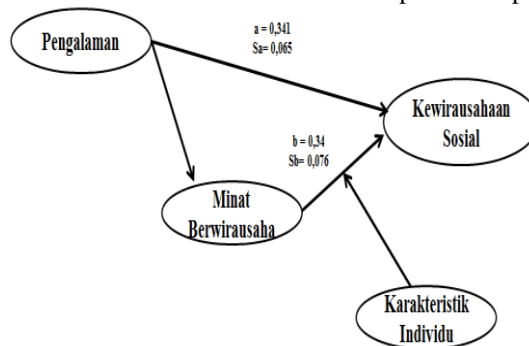 Pengalaman
a = 0,341
Sa= 0,065
Kewirausahaan
Sosial
b = 0,34
Sb= 0,076
Minat
Berwirausaha
Karakteristik
Individu